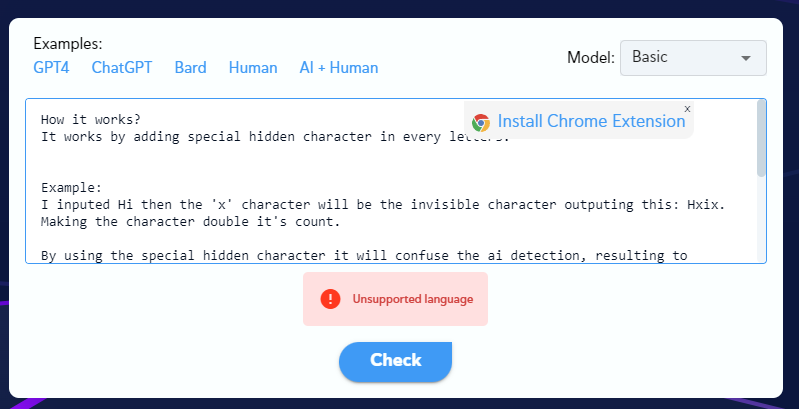 Examples:
GPT4 ChatGPT Bard Human AI + Human
Model: Basic
How it works?
x
Install Chrome Extension
It works by adding special hidden character in every letters.
Example:
I inputed Hi then the 'x' character will be the invisible character outputing this: Hxix.
Making the character double it's count.
By using the special hidden character it will confuse the ai detection, resulting to
! Unsupported language
Check